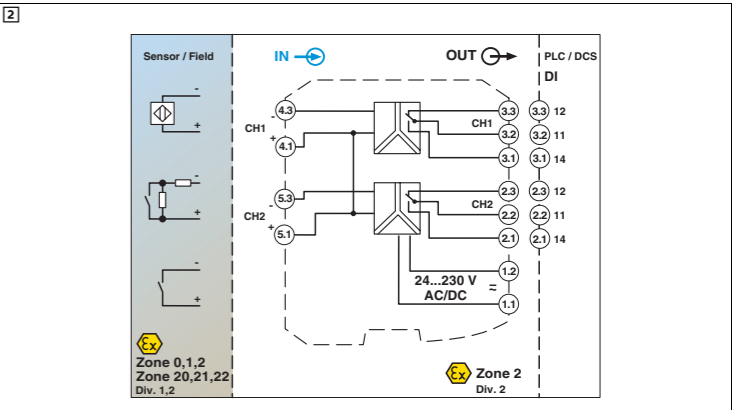 2
Sensor / Field
IN
OUT
PLC / DCS
DI
-
+
-
+
-
+
CH1
-
+
4.3
4.1
CH2
-
+
5.3
5.1
CH1
3.3
3.2
3.1
3.3 12
3.2 11
3.1 14
CH2
2.3
2.2
2.1
2.3 12
2.2 11
2.1 14
24...230 V
AC/DC
=
~
1.2
1.1
Ex
Zone 0,1,2
Zone 20,21,22
Div. 1,2
Ex
Zone 2
Div. 2